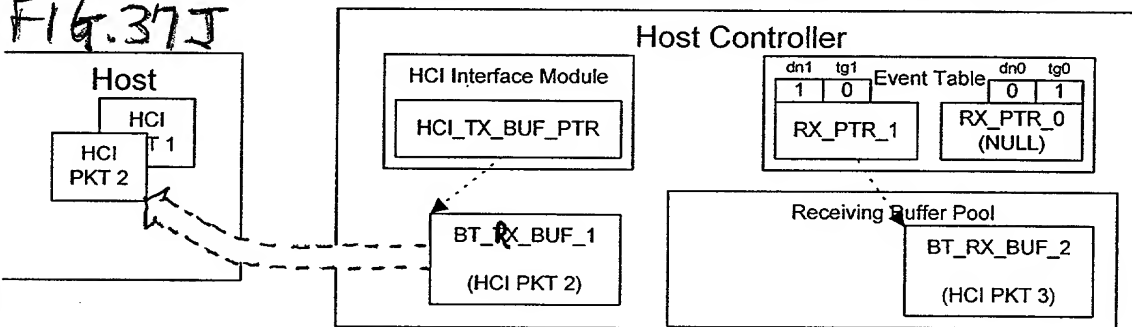 FIG. 37J
Host
HCI
T 1
HCI
PKT 2
Host Controller
HCI Interface Module
HCI_TX_BUF_PTR
BT_RX_BUF_1
(HCI PKT 2)
dn1 tg1
1 0
Event Table
dn0 tg0
0 1
RX_PTR_1
RX_PTR_0
(NULL)
Receiving Buffer Pool
BT_RX_BUF_2
(HCI PKT 3)